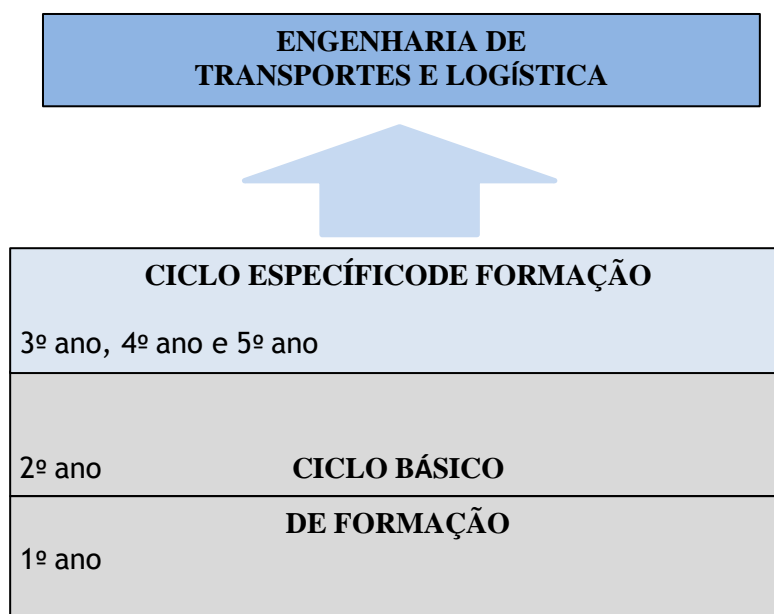 ENGENHARIA DE
TRANSPORTES E LOGÍSTICA
CICLO ESPECÍFICODE FORMAÇÃO
3º ano, 4º ano e 5º ano
2º ano CICLO BÁSICO
DE FORMAÇÃO
1º ano